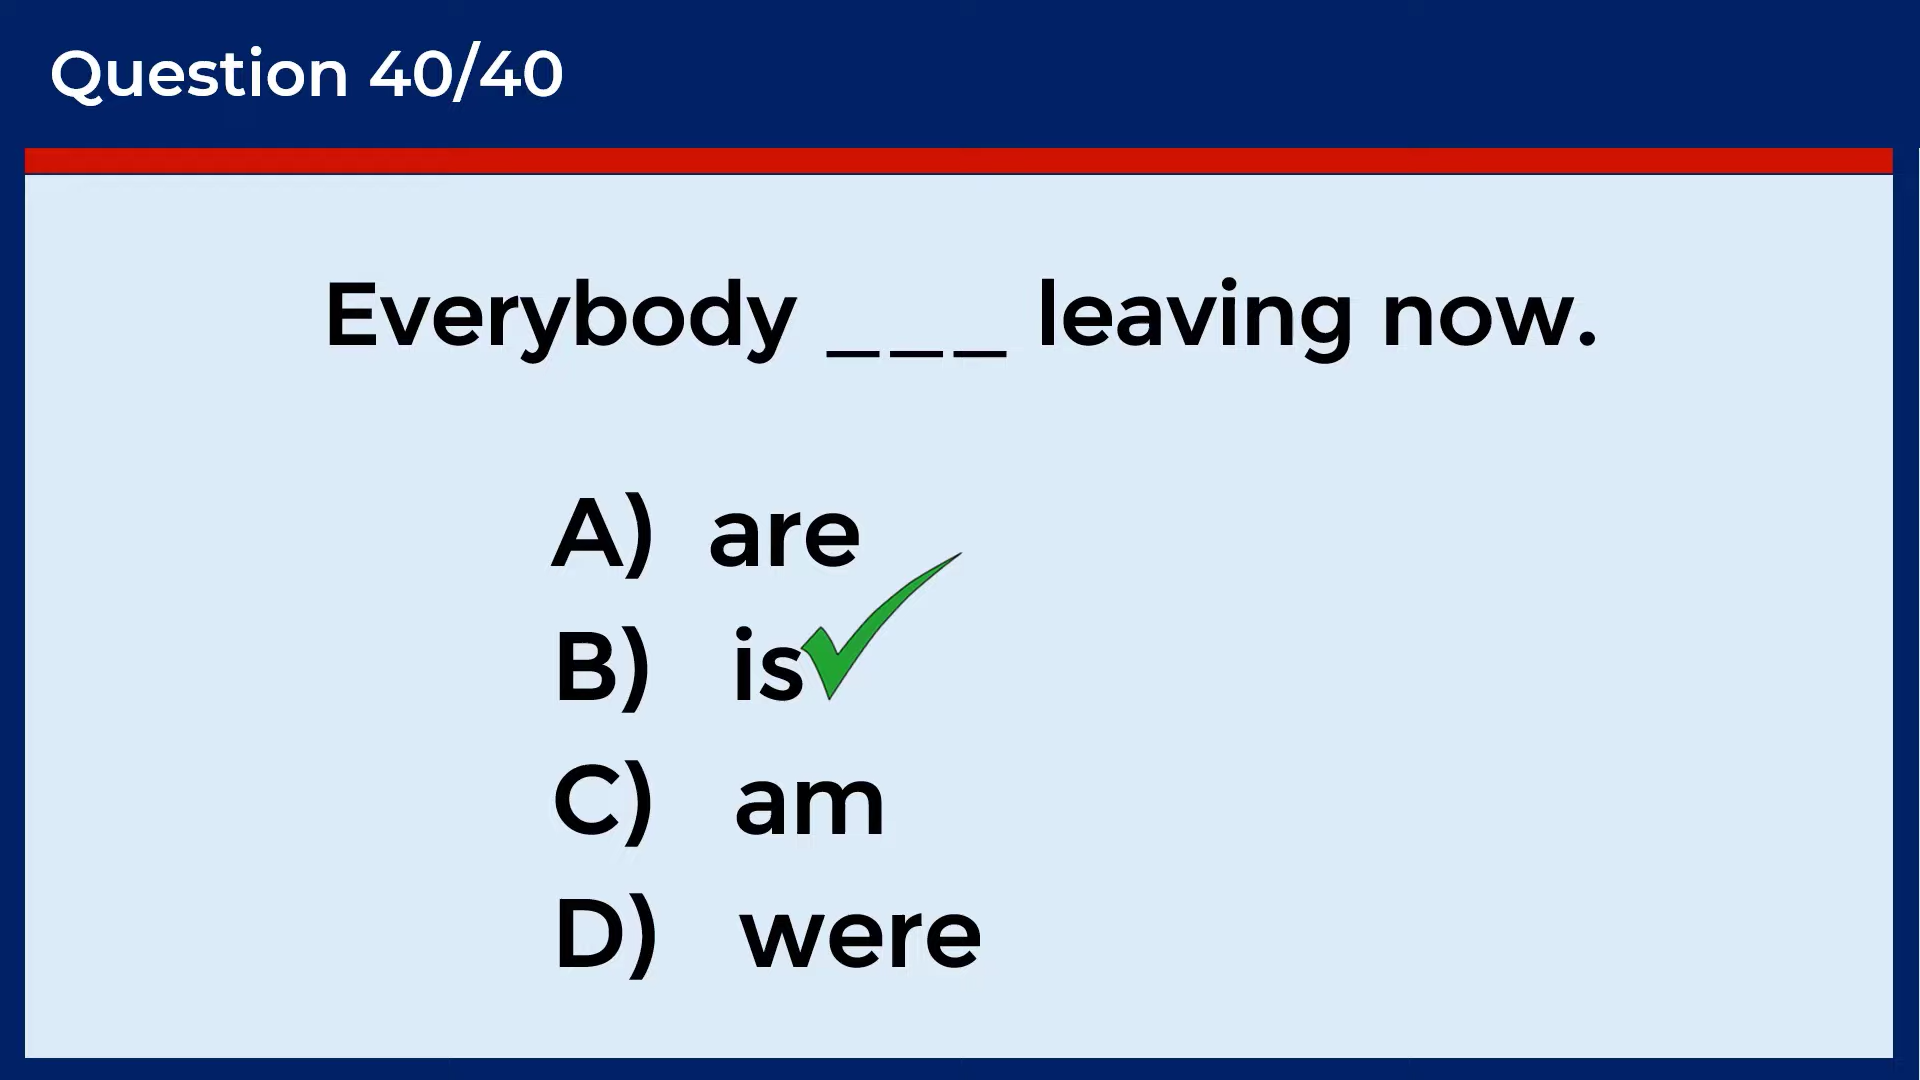 Question 40/40
Everybody ___ leaving now.
A) are
B) is
C) am
D) were